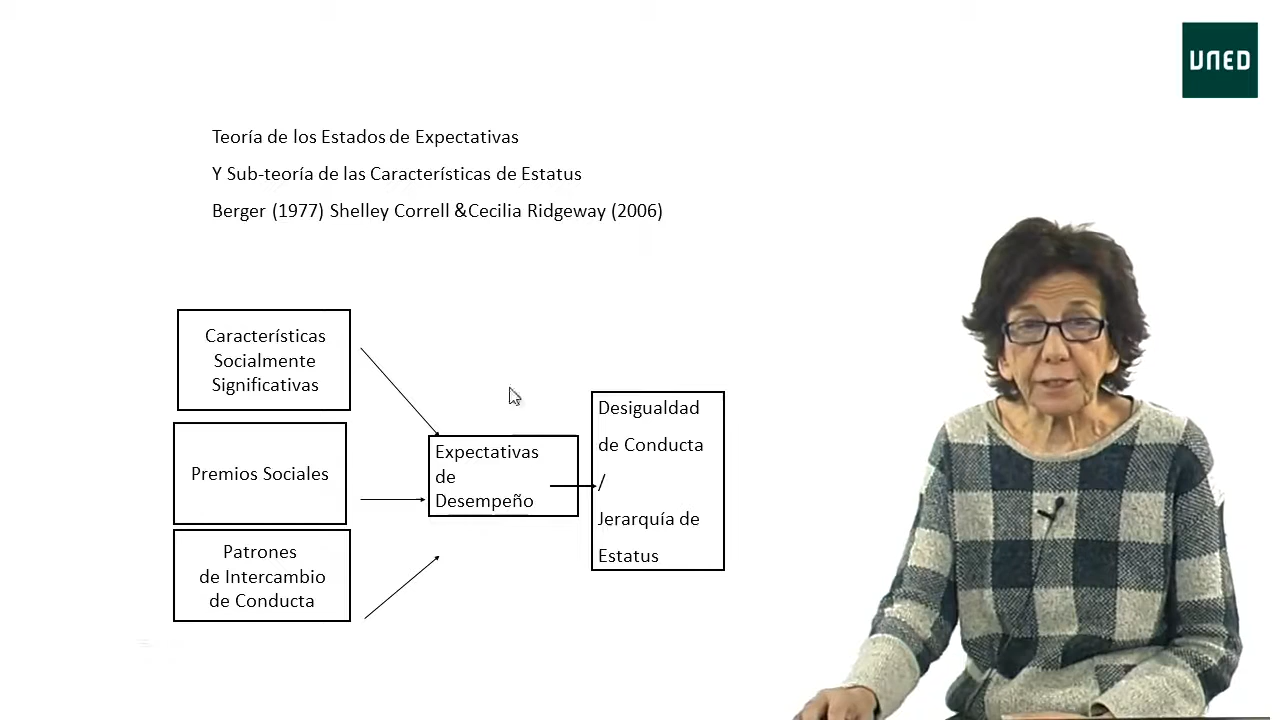 UNED
Teoría de los Estados de Expectativas
Y Sub-teoría de las Características de Estatus
Berger (1977) Shelley Correll &Cecilia Ridgeway (2006)
Características
Socialmente
Significativas
Premios Sociales
Patrones
de Intercambio
de Conducta
Expectativas
de
Desempeño
Desigualdad
de Conducta
/
Jerarquía de
Estatus